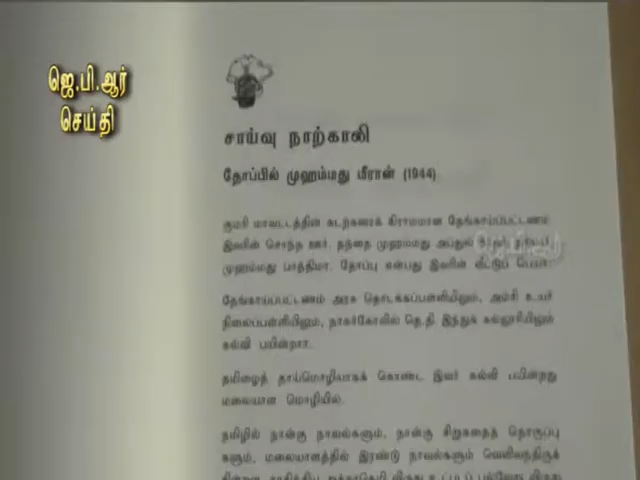 ஜெ.பி.ஆர்
செய்தி
சாய்வு நாற்காலி
தோப்பில் முஹம்மது மீரான் (1944)
குமரி மாவட்டத்தின் கடற்கரைக் கிராமமான தேங்காய்ப்பட்டணம்
இவரின் சொந்த ஊர். தந்தை முஹம்மது அப்துல்
முஹம்மது பாத்திமா. தோப்பு என்பது இவரின் வீட்டுப் பெயர்.
தேங்காய்பட்டணம் அரசு தொடக்கப்பள்ளியிலும், அம்சி உயர்
நிலைப்பள்ளியிலும், நாகர்கோவில் தெ.தி இந்துக் கல்லூரியிலும்
கல்வி பயின்றார்.
தமிழைத் தாய்மொழியாகக் கொண்ட இவர் கல்வி பயின்றது
மலையாள மொழியில்.
தமிழில் நான்கு நாவல்களும், நான்கு சிறுகதைத் தொகுப்பு
களும், மலையாளத்தில் இரண்டு நாவல்களும் வெளிவந்திருக்